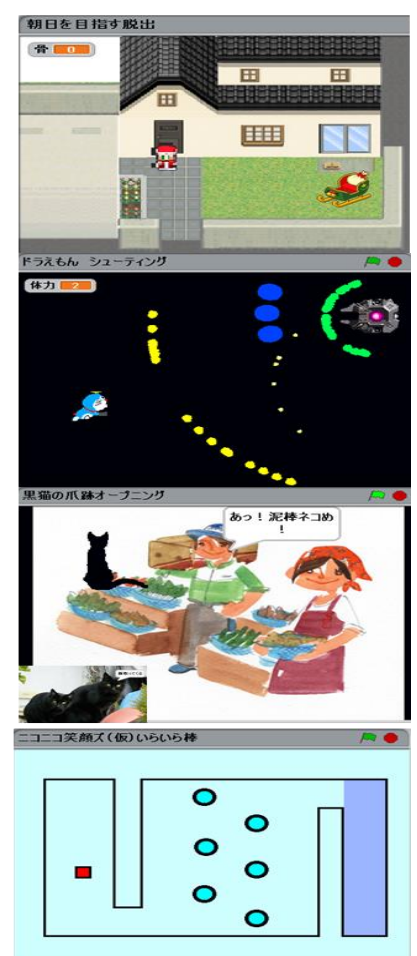 朝日を目指す脱出
骨 0
ドラえもん シューティング
体力 2
黒猫の爪跡オープニング
あっ！泥棒ネコめ
！
ニコニコ笑顔ズ(仮)いらいら棒